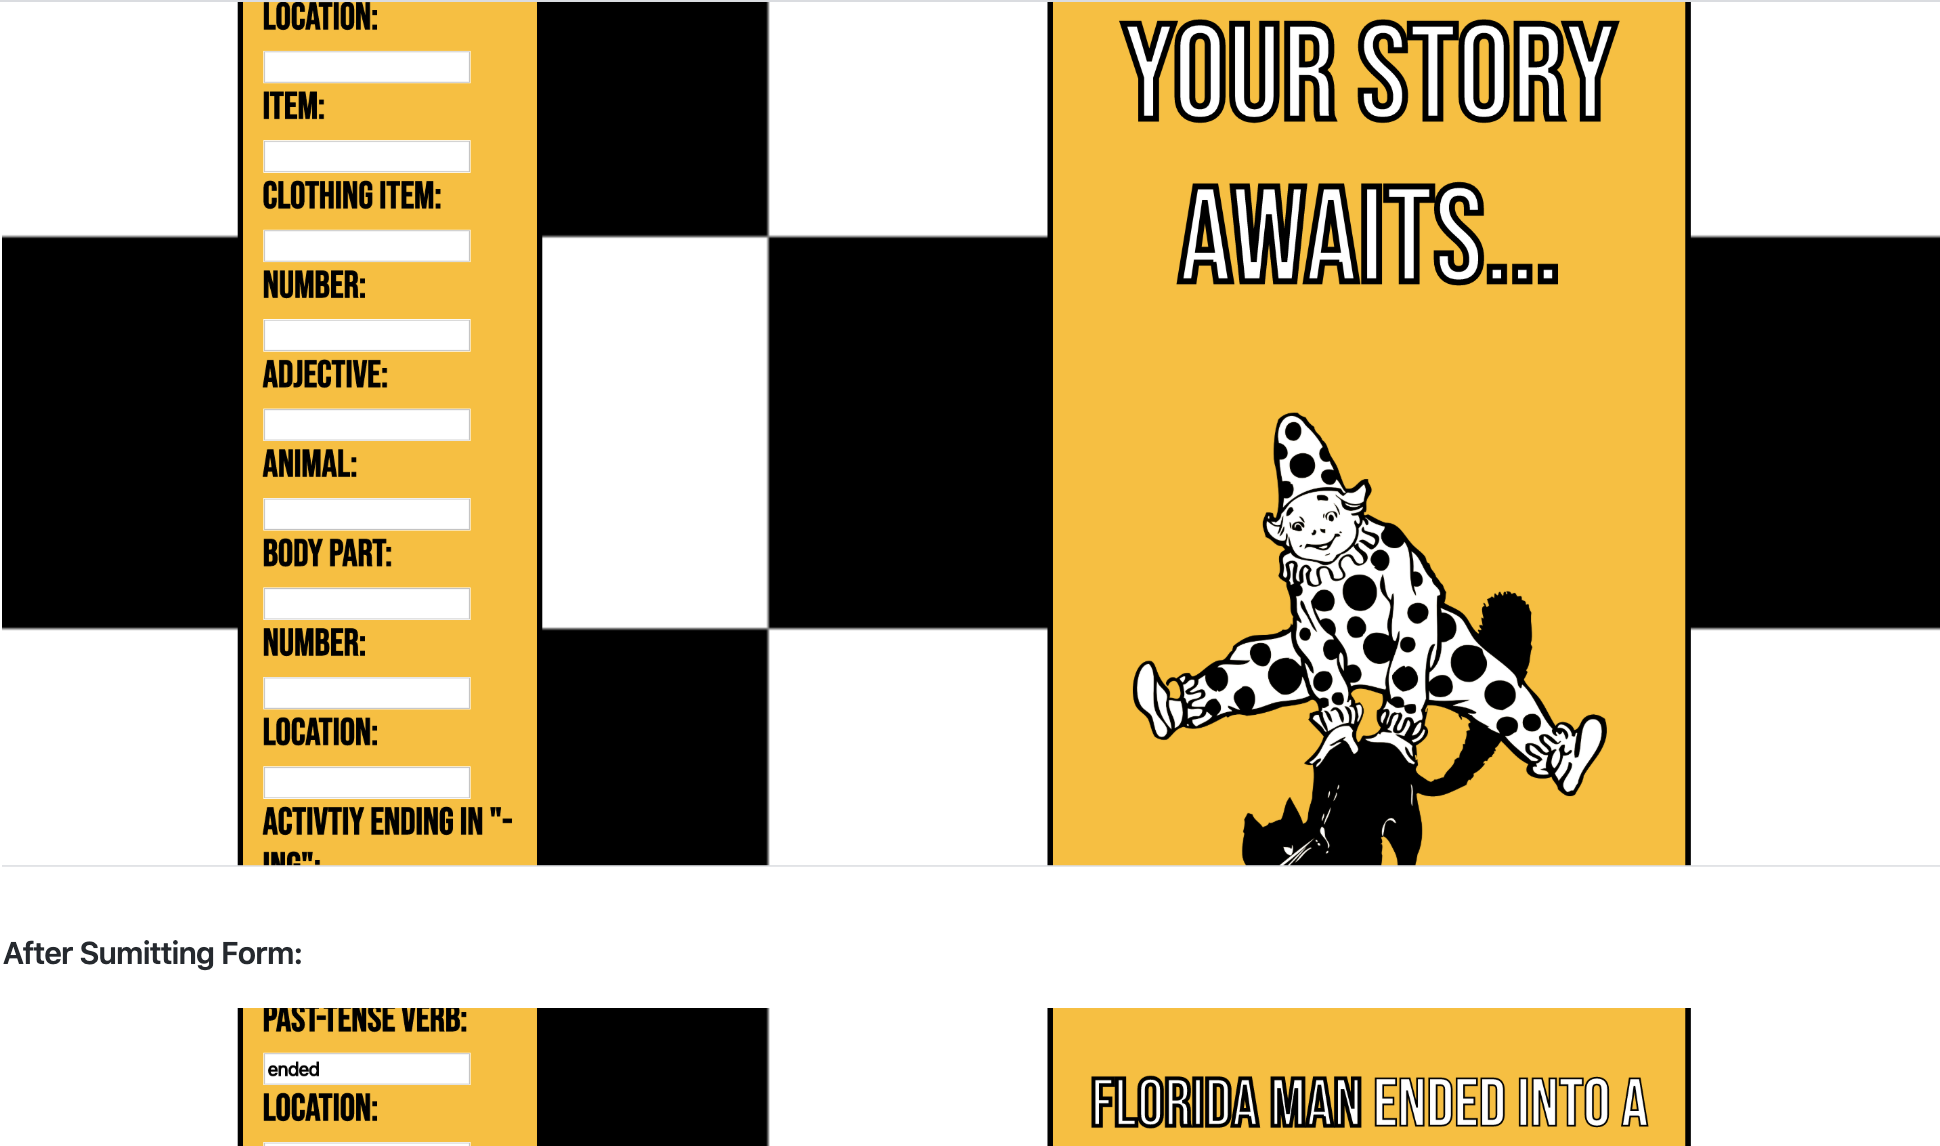 LOCATION:
ITEM:
CLOTHING ITEM:
NUMBER:
ADJECTIVE:
ANIMAL:
BODY PART:
NUMBER:
LOCATION:
ACTIVTIY ENDING IN "-
ING":
YOUR STORY
AWAITS...
After Sumitting Form:
PAST-TENSE VERB:
ended
LOCATION:
FLORIDA MAN ENDED INTO A